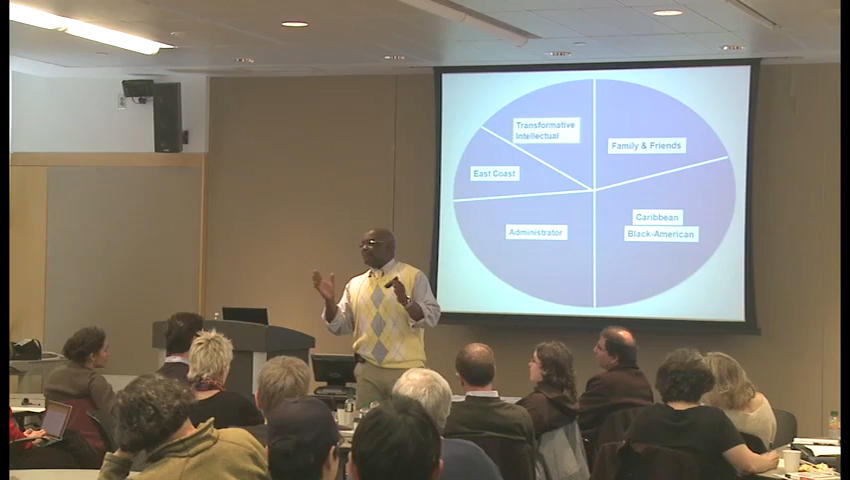 Transformative
Intellectual
Family & Friends
East Coast
Caribbean
Black-American
Administrator